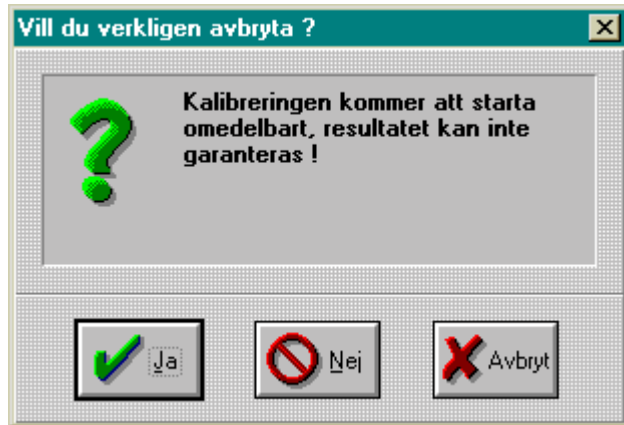 Vill du verkligen avbryta ?
Kalibreringen kommer att starta
omedelbart, resultatet kan inte
garanteras !
Ja Nej Avbryt